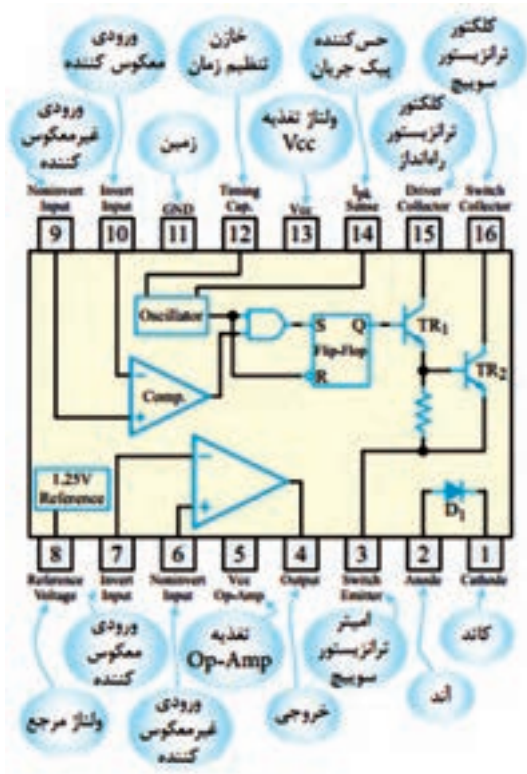 ورودی
معکوس کننده
خازن
تنظیم زمان
حس‌کننده
پیک جریان
کلکتور
ترانزیستور
سوییچ
ورودی
غیرمعکوس
کننده
زمین
ولتاژ تغذیه
Vcc
کلکتور
ترانزیستور
راه‌انداز
Noninvert
Input
Invert
Input
GND
Timing
Cap.
Vcc
Ipk
Sense
Driver
Collector
Switch
Collector
9
10
11
12
13
14
15
16
Oscillator
S
Q
Flip-Flop
R
TR1
TR2
−
Comp.
+
−
+
1.25V
Reference
D1
8
7
6
5
4
3
2
1
Reference
Voltage
Invert
Input
Noninvert
Input
Vcc
Op-Amp
Output
Switch
Emitter
Anode
Cathode
ولتاژ مرجع
ورودی
معکوس
کننده
ورودی
غیرمعکوس
کننده
تغذیه
Op-Amp
خروجی
امیتر
ترانزیستور
سوییچ
آند
کاتد